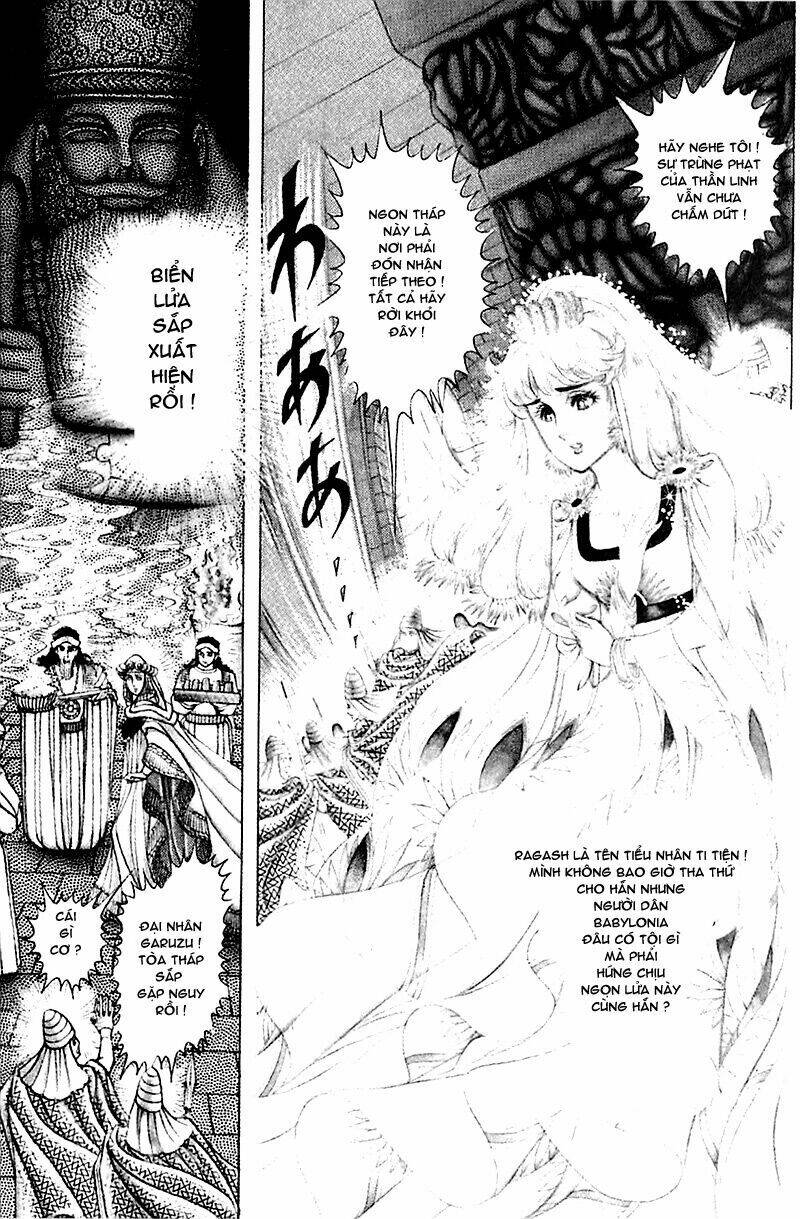 HÃY NGHE TÔI !
SỰ TRỪNG PHẠT
CỦA THẦN LINH
VẪN CHƯA
CHẤM DỨT !
NGON THÁP
NÀY LÀ
NƠI PHẢI
ĐÓN NHẬN
TIẾP THEO !
TẤT CẢ HÃY
RỜI KHỎI
ĐÂY !
わあぁ…
RAGASH LÀ TÊN TIỂU NHÂN TI TIỆN !
MÌNH KHÔNG BAO GIỜ THA THỨ
CHO HẮN NHƯNG
NGƯỜI DÂN
BABYLONIA
ĐÂU CÓ TỘI GÌ
MÀ PHẢI
HỨNG CHỊU
NGỌN LỬA NÀY
CÙNG HẮN ?
BIỂN
LỬA
SẮP
XUẤT
HIỆN
RỒI !
ĐẠI NHÂN
GARUZU !
TÒA THÁP
SẮP
GẶP NGUY
RỒI !
CÁI
GÌ
CƠ ?